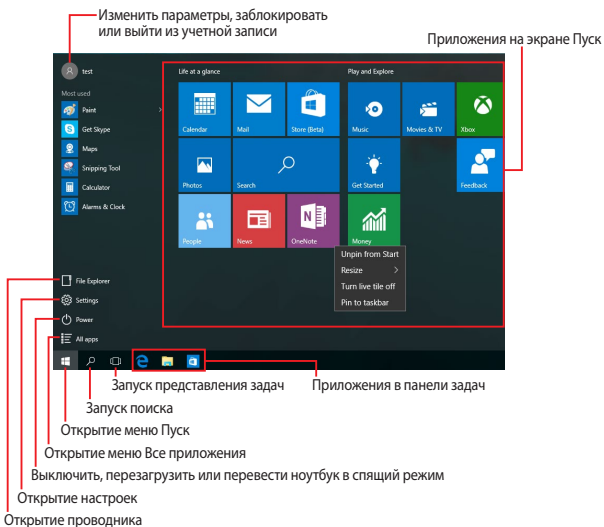 Изменить параметры, заблокировать
или выйти из учетной записи
Приложения на экране Пуск
test
Life at a glance
Play and Explore
Most used
Paint
Get Skype
Maps
Snipping Tool
Calculator
Alarms & Clock
Calendar
Mail
Store (Beta)
Music
Movies & TV
Xbox
Photos
Search
Get Started
Feedback
People
News
OneNote
Money
Unpin from Start
Resize
Turn live tile off
Pin to taskbar
File Explorer
Settings
Power
All apps
Запуск представления задач
Приложения в панели задач
Запуск поиска
Открытие меню Пуск
Открытие меню Все приложения
Выключить, перезагрузить или перевести ноутбук в спящий режим
Открытие настроек
Открытие проводника